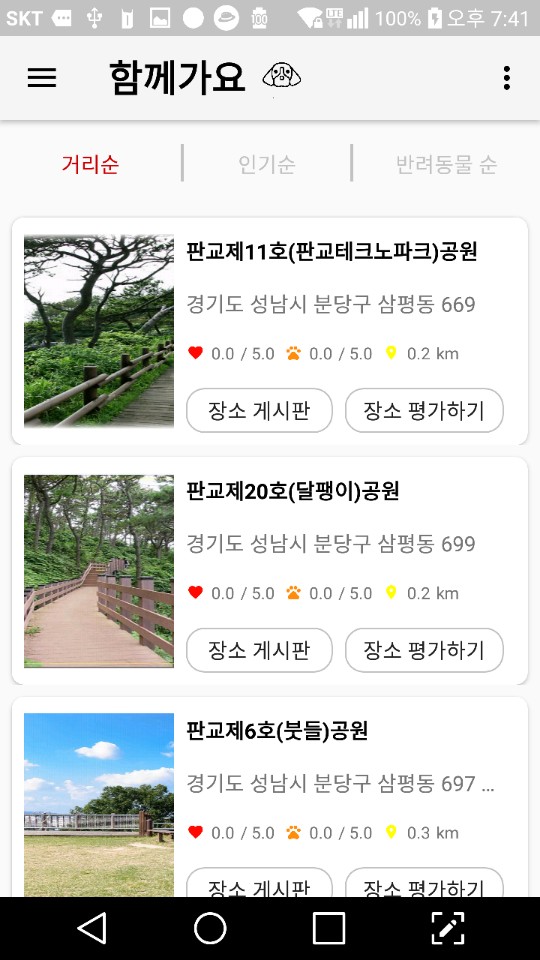 SKT LTE 100% 오후 7:41
100
함께가요
거리순 인기순 반려동물 순
판교제11호(판교테크노파크)공원
경기도 성남시 분당구 삼평동 669
0.0 / 5.0 0.0 / 5.0 0.2 km
장소 게시판 장소 평가하기
판교제20호(달팽이)공원
경기도 성남시 분당구 삼평동 699
0.0 / 5.0 0.0 / 5.0 0.2 km
장소 게시판 장소 평가하기
판교제6호(붓들)공원
경기도 성남시 분당구 삼평동 697 ...
0.0 / 5.0 0.0 / 5.0 0.3 km
장소 게시판 장소 평가하기